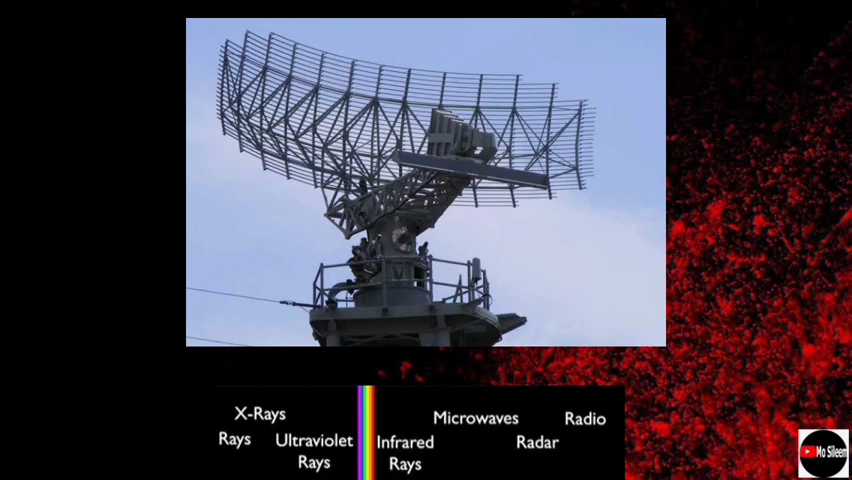 X-Rays
Microwaves
Radio
Rays
Ultraviolet
Rays
Infrared
Rays
Radar
Mo Sileem